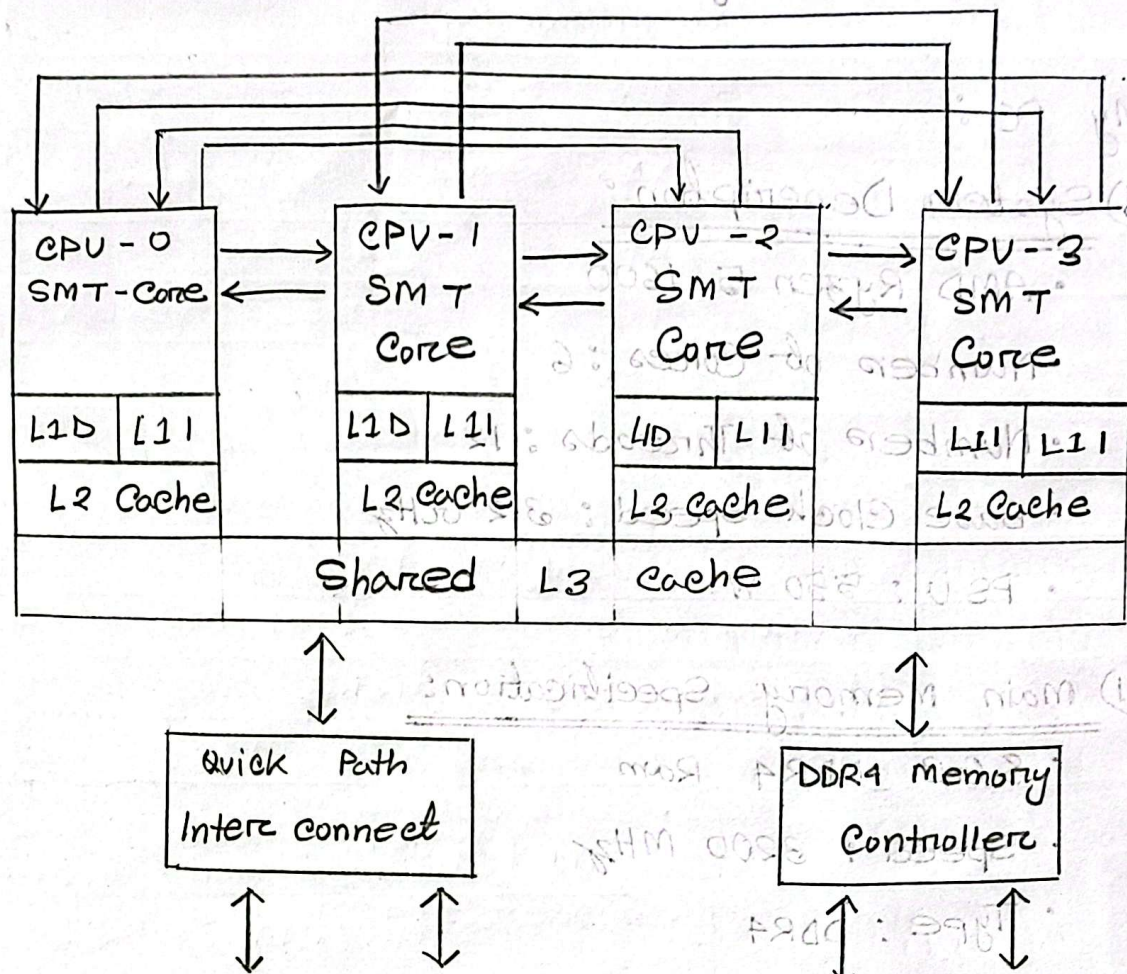 CPU - 0
SMT - Core
L1D L1I
L2 Cache
CPU - 1
SMT
Core
L1D L1I
L2 Cache
CPU - 2
SMT
Core
L1D L1I
L2 Cache
CPU - 3
SMT
Core
L1I L1I
L2 Cache
Shared L3 Cache
Quick Path
Inter connect
DDR4 Memory
Controller